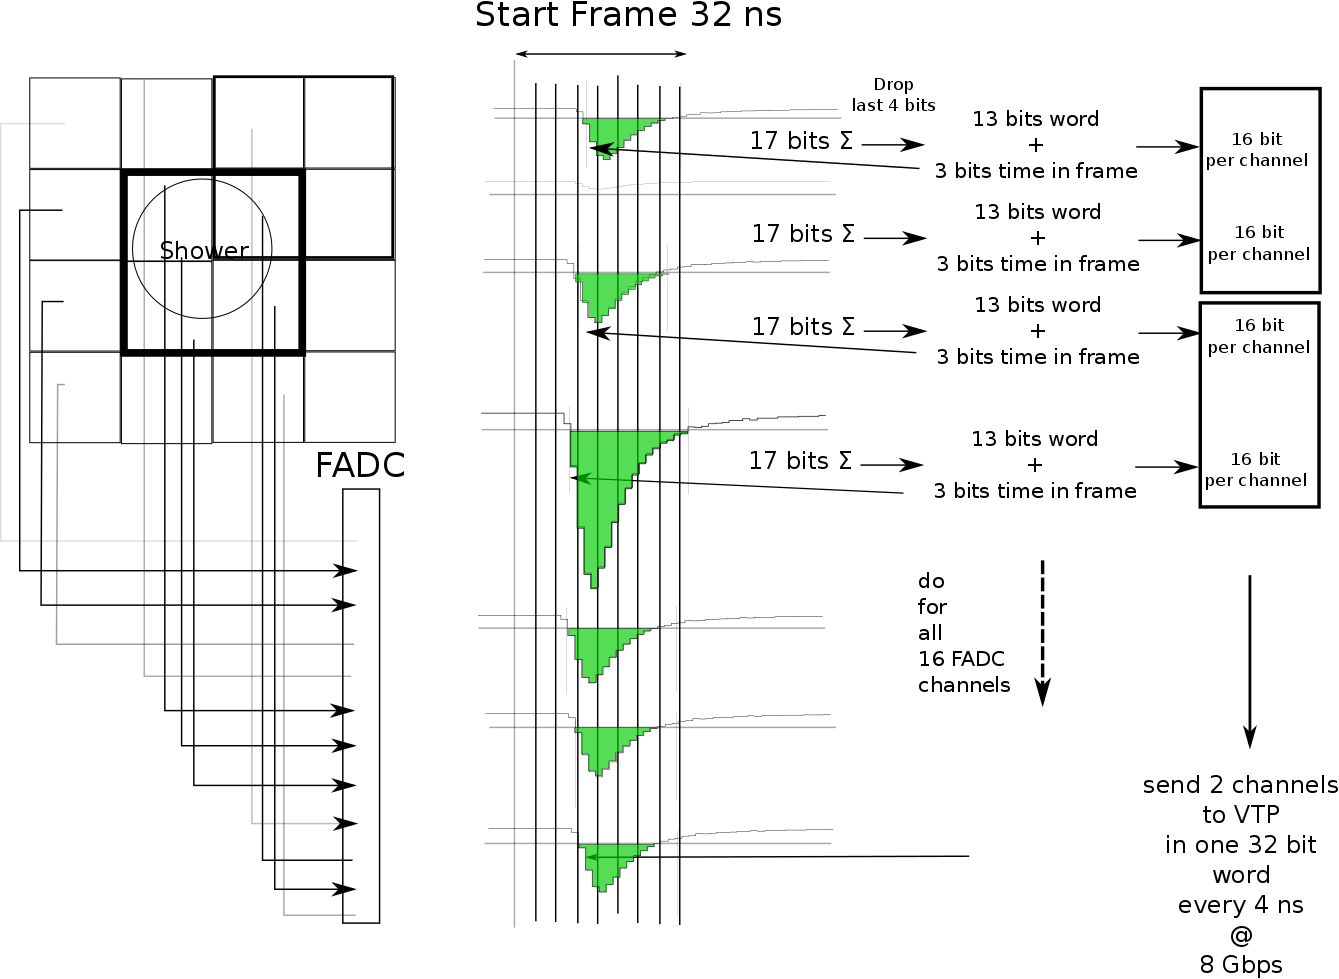 Start Frame 32 ns
Drop
last 4 bits
17 bits Σ
13 bits word
+
3 bits time in frame
16 bit
per channel
Shower
17 bits Σ
13 bits word
+
3 bits time in frame
16 bit
per channel
17 bits Σ
13 bits word
+
3 bits time in frame
16 bit
per channel
FADC
17 bits Σ
13 bits word
+
3 bits time in frame
16 bit
per channel
do
for
all
16 FADC
channels
send 2 channels
to VTP
in one 32 bit
word
every 4 ns
@
8 Gbps